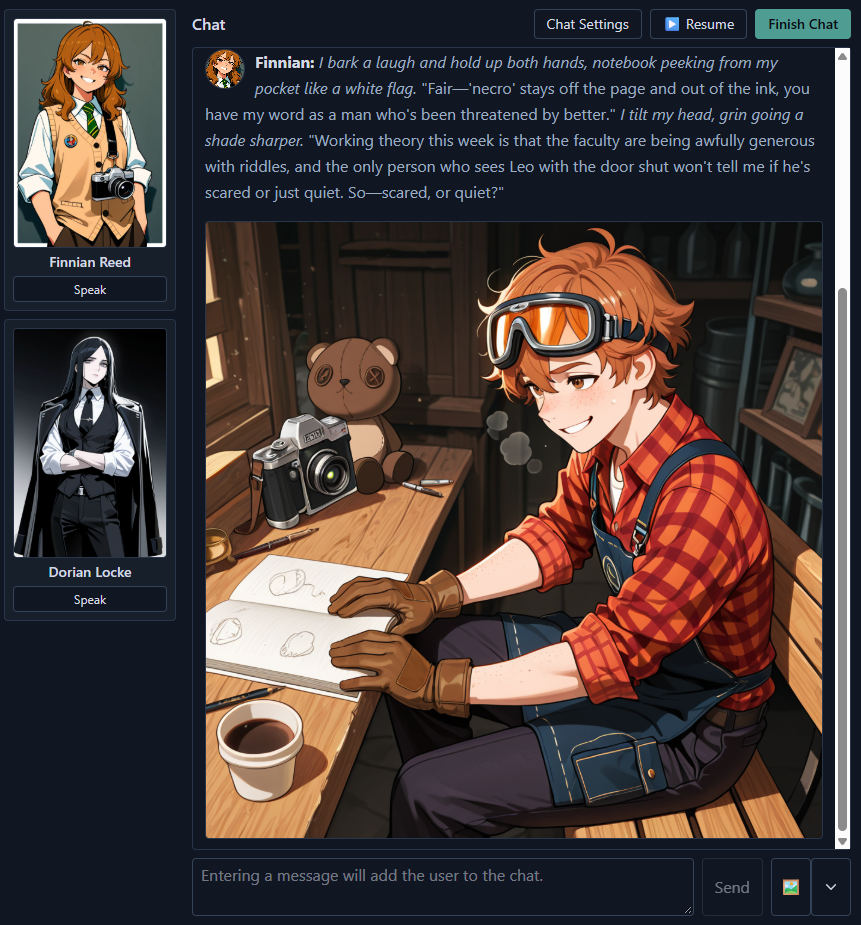 Chat
Chat Settings
Resume
Finish Chat
Finnian: I bark a laugh and hold up both hands, notebook peeking from my
pocket like a white flag. "Fair—'necro' stays off the page and out of the ink, you
have my word as a man who's been threatened by better." I tilt my head, grin going a
shade sharper. "Working theory this week is that the faculty are being awfully generous
with riddles, and the only person who sees Leo with the door shut won't tell me if he's
scared or just quiet. So—scared, or quiet?"
Finnian Reed
Speak
Dorian Locke
Speak
Entering a message will add the user to the chat.
Send